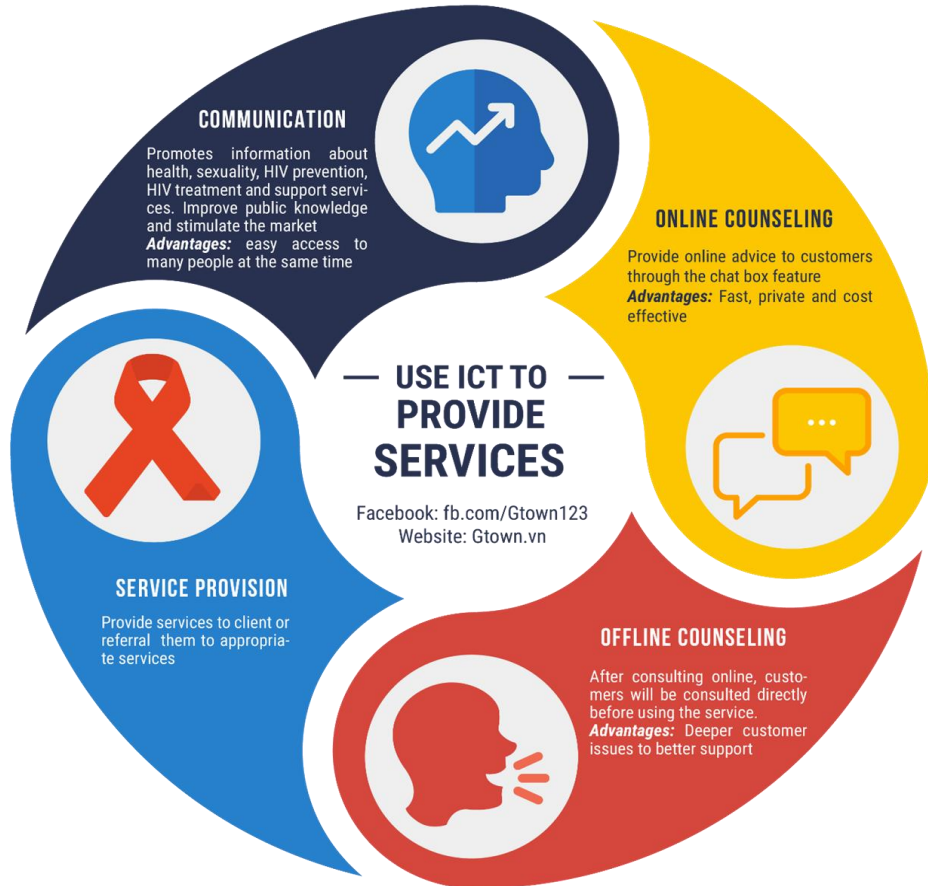 COMMUNICATION
Promotes information about
health, sexuality, HIV prevention,
HIV treatment and support servi-
ces. Improve public knowledge
and stimulate the market
Advantages: easy access to
many people at the same time
ONLINE COUNSELING
Provide online advice to customers
through the chat box feature
Advantages: Fast, private and cost
effective
USE ICT TO
PROVIDE
SERVICES
Facebook: fb.com/Gtown123
Website: Gtown.vn
SERVICE PROVISION
Provide services to client or
referral them to appropria-
te services
OFFLINE COUNSELING
After consulting online, custo-
mers will be consulted directly
before using the service.
Advantages: Deeper customer
issues to better support